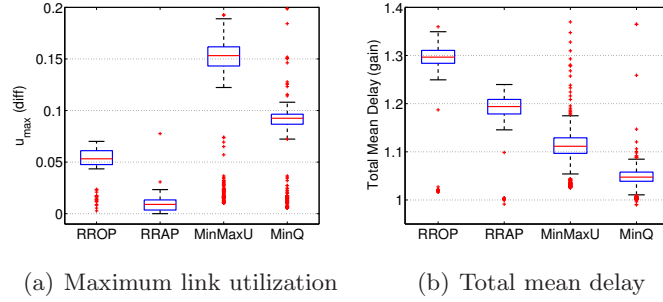 0.2
0.15
0.1
0.05
0
u_max (diff)
RROP RRAP MinMaxU MinQ
(a) Maximum link utilization
1.4
1.3
1.2
1.1
1
Total Mean Delay (gain)
RROP RRAP MinMaxU MinQ
(b) Total mean delay